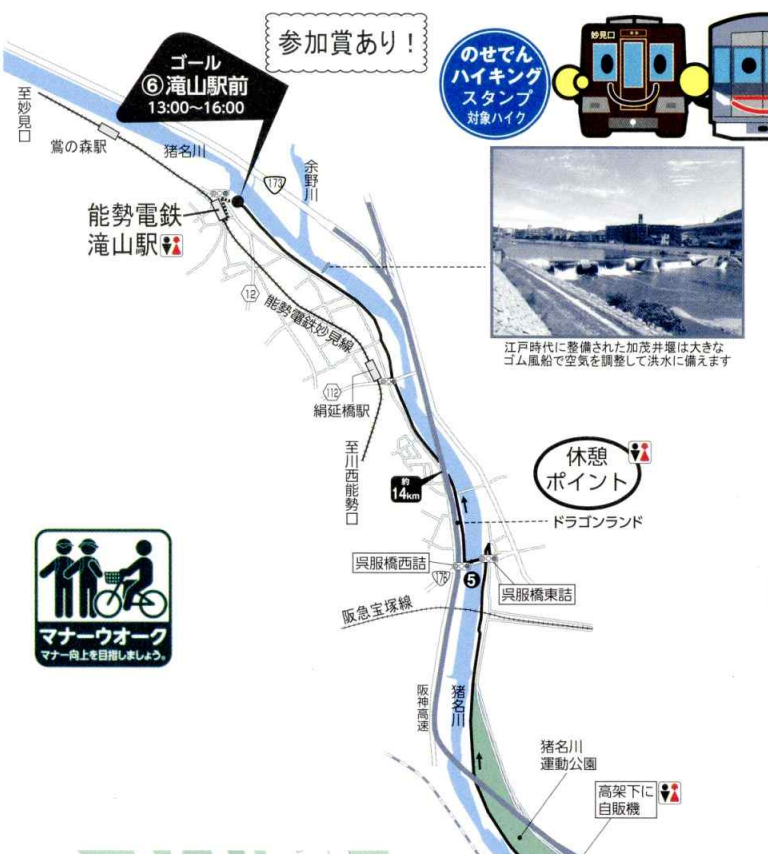 参加賞あり！
ゴール
⑥滝山駅前
13:00～16:00
のせでん
ハイキング
スタンプ
対象ハイク
妙見口
至妙見口
鴬の森駅
猪名川
余野川
173
能勢電鉄
滝山駅
12
能勢電鉄妙見線
江戸時代に整備された加茂井堰は大きな
ゴム風船で空気を調整して洪水に備えます
112
絹延橋駅
至川西能勢口
休憩
ポイント
約
14km
ドラゴンランド
呉服橋西詰
176
❺
呉服橋東詰
阪急宝塚線
マナーウオーク
マナー向上を目指しましょう。
阪神高速
猪名川
猪名川
運動公園
高架下に
自販機